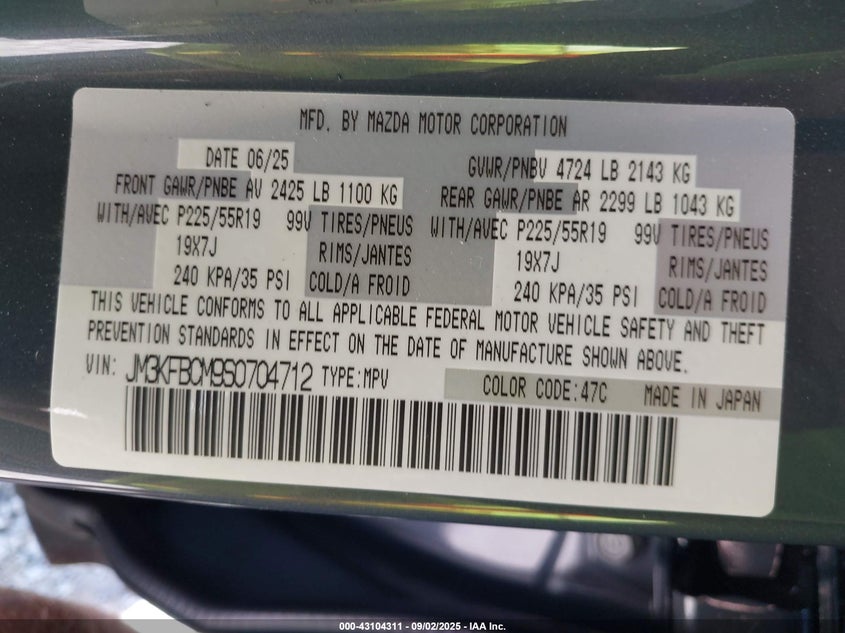 MFD. BY MAZDA MOTOR CORPORATION
DATE 06/25 GVWR/PNBV 4724 LB 2143 KG
FRONT GAWR/PNBE AV 2425 LB 1100 KG REAR GAWR/PNBE AR 2299 LB 1043 KG
WITH/AVEC P225/55R19 99V TIRES/PNEUS WITH/AVEC P225/55R19 99V TIRES/PNEUS
19X7J RIMS/JANTES 19X7J RIMS/JANTES
240 KPA/35 PSI COLD/A FROID 240 KPA/35 PSI COLD/A FROID
THIS VEHICLE CONFORMS TO ALL APPLICABLE FEDERAL MOTOR VEHICLE SAFETY AND THEFT
PREVENTION STANDARDS IN EFFECT ON THE DATE OF MANUFACTURE SHOWN ABOVE.
VIN: JM3KFBCM9S0704712 TYPE:MPV COLOR CODE:47C MADE IN JAPAN
000-43104311 - 09/02/2025 - IAA Inc.